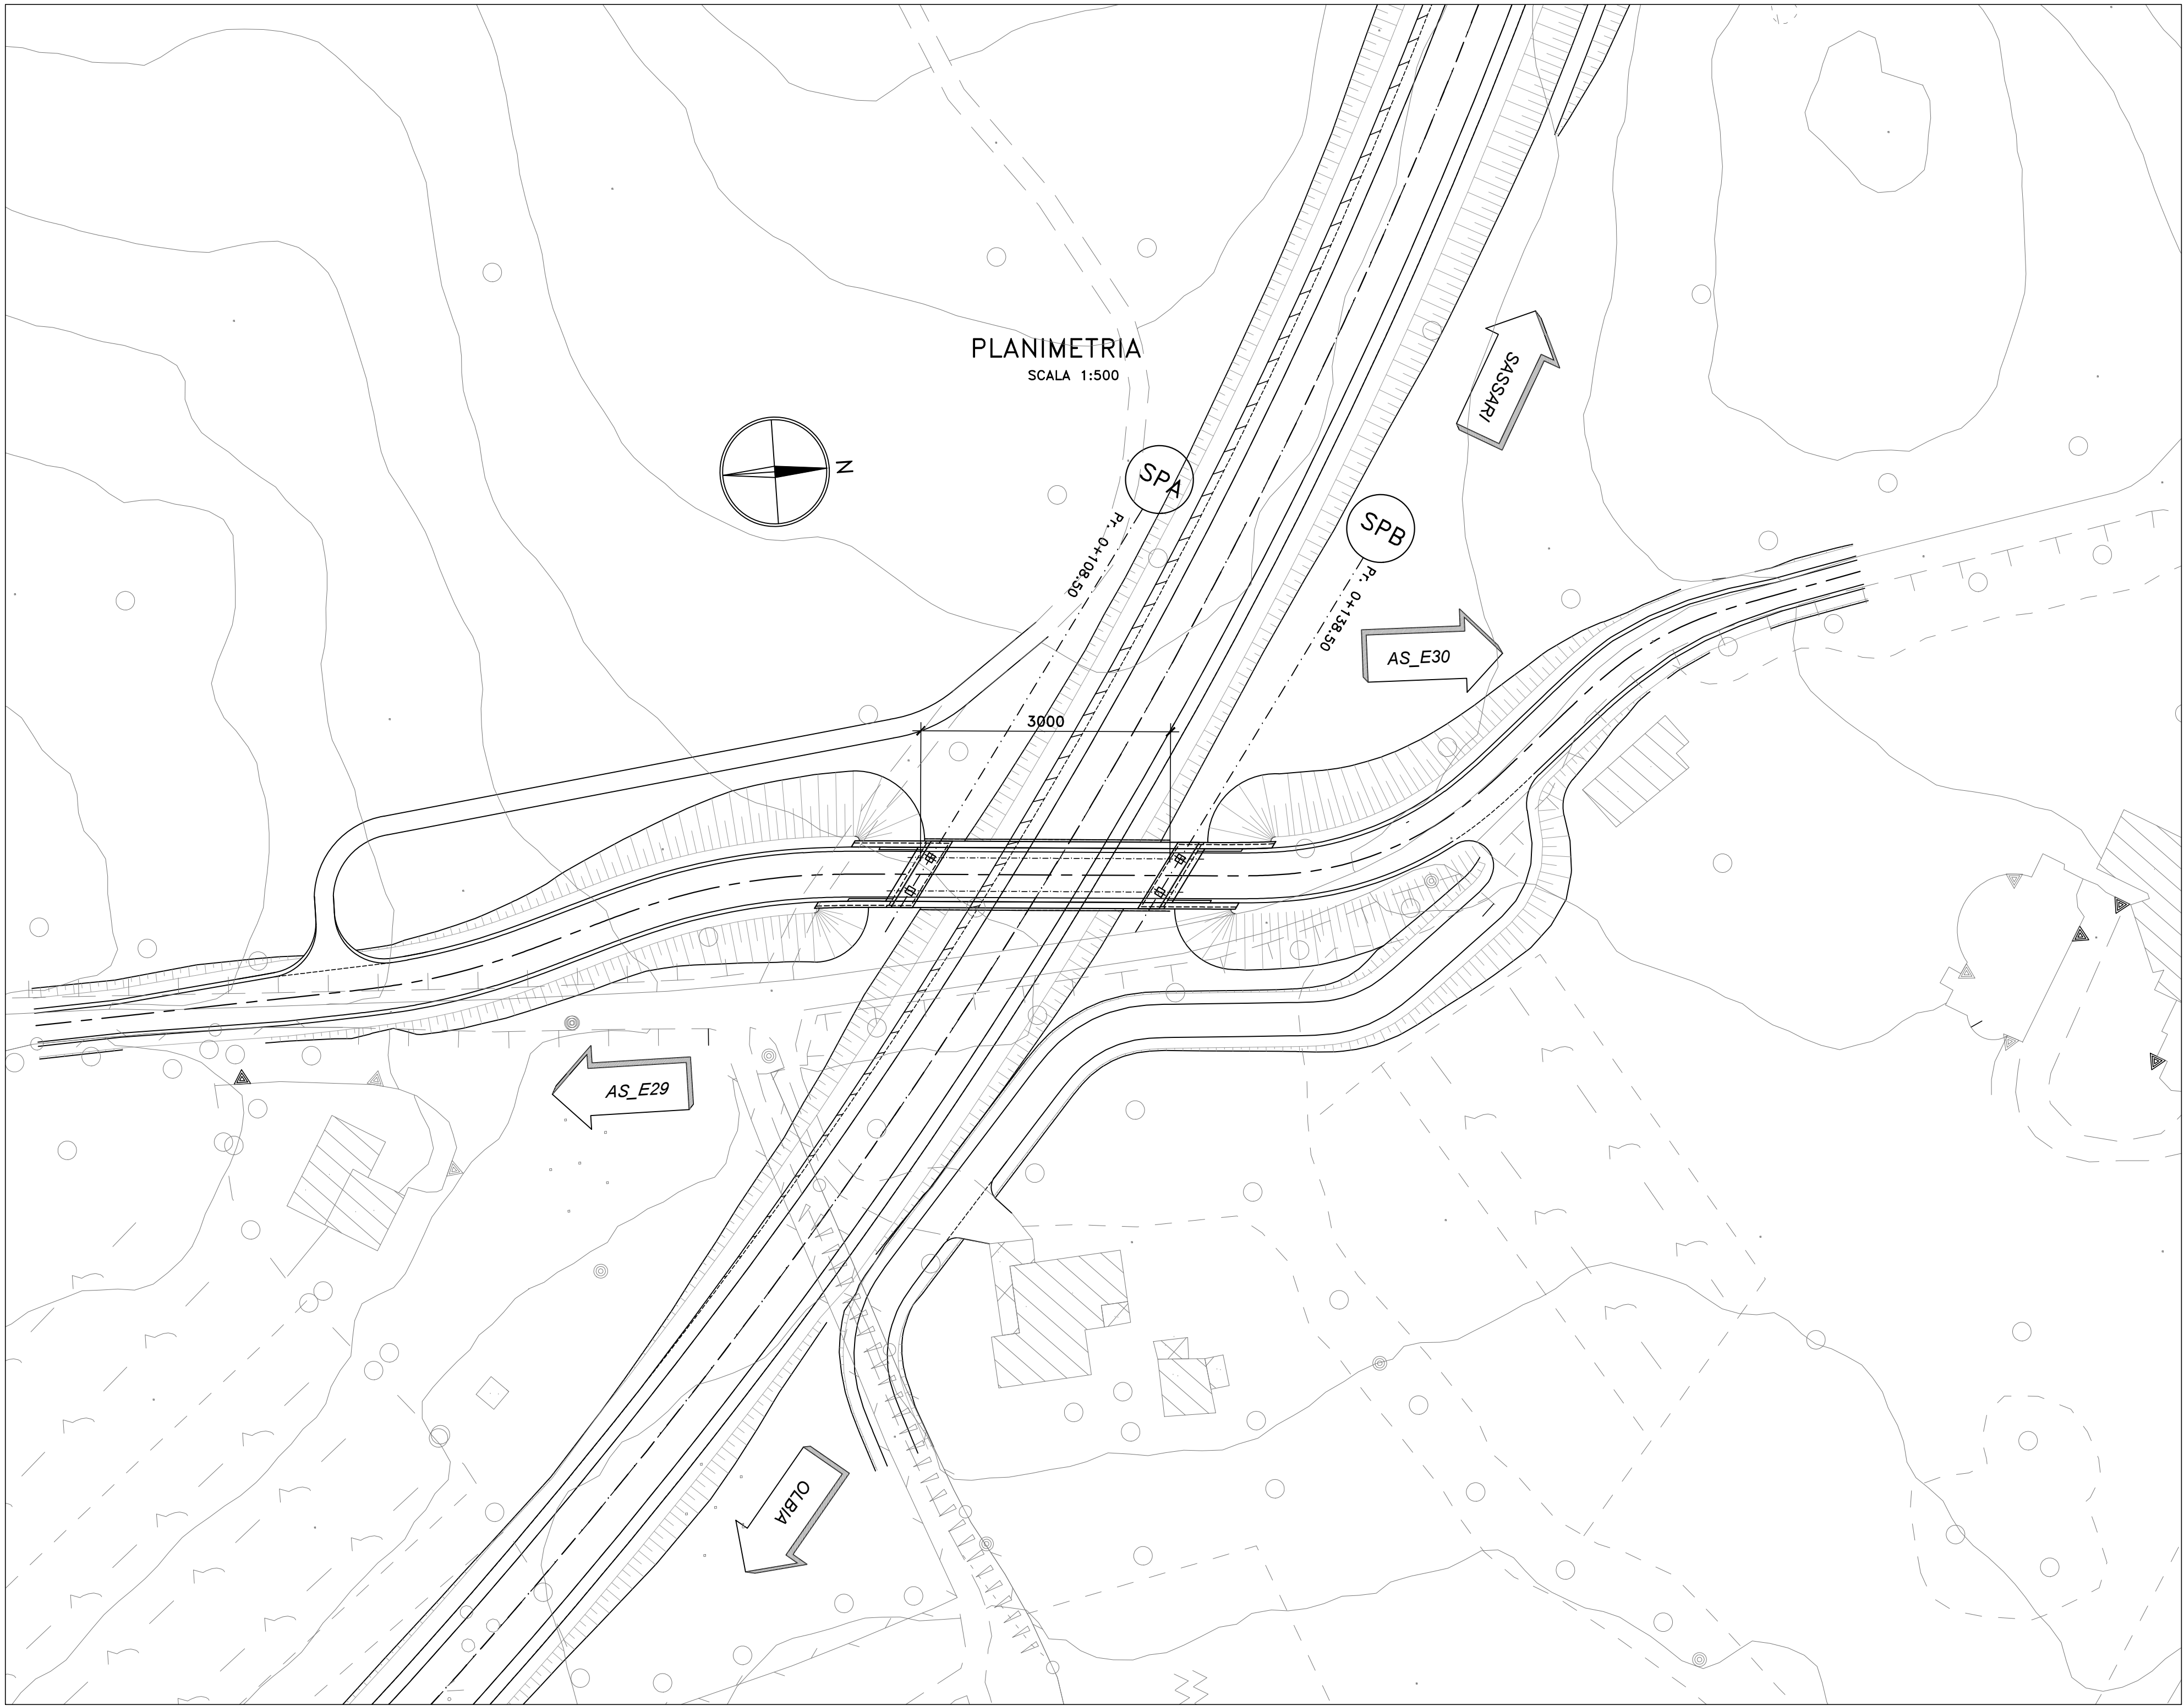 PLANIMETRIA
SCALA 1:500
SASSARI
N
SPA
SPB
Pr. 0+108.50
Pr. 0+138.50
AS_E30
3000
AS_E29
OLBIA